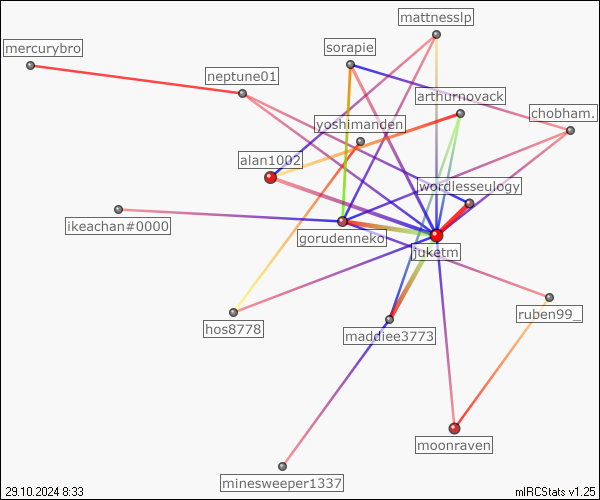 mattnesslp
mercurybro
sorapie
neptune01
arthurnovack
chobham.
yoshimanden
alan1002
wordlesseulogy
ikeachan#0000
gorudenneko
juketm
hos8778
ruben99_
maddiee3773
moonraven
minesweeper1337
29.10.2024 8:33
mIRCStats v1.25